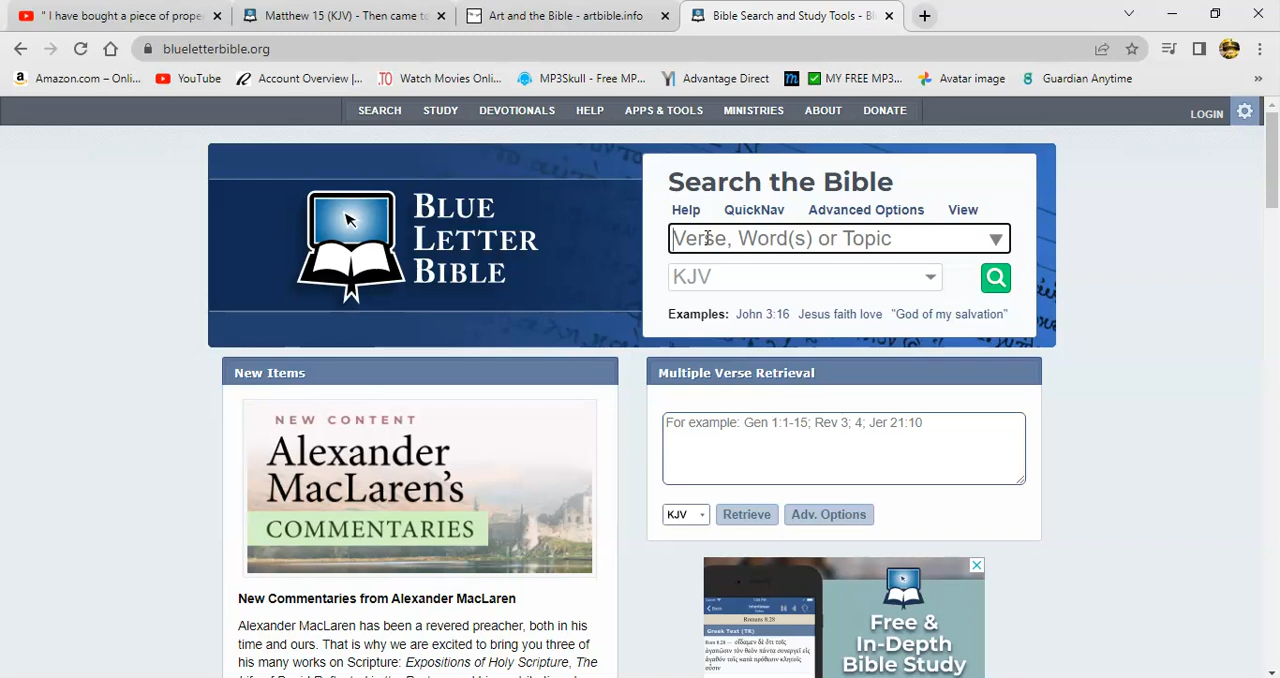 " I have bought a piece of prope
Matthew 15 (KJV) - Then came to
Art and the Bible - artbible.info
Bible Search and Study Tools - Bl
blueletterbible.org
Amazon.com – Onli...
YouTube
Account Overview |...
Watch Movies Onli...
MP3Skull - Free MP...
Advantage Direct
MY FREE MP3...
Avatar image
Guardian Anytime
»
SEARCH
STUDY
DEVOTIONALS
HELP
APPS & TOOLS
MINISTRIES
ABOUT
DONATE
LOGIN
BLUE
LETTER
BIBLE
Search the Bible
Help
QuickNav
Advanced Options
View
Verse, Word(s) or Topic
KJV
Examples: John 3:16 Jesus faith love "God of my salvation"
New Items
NEW CONTENT
Alexander
MacLaren's
COMMENTARIES
New Commentaries from Alexander MacLaren
Alexander MacLaren has been a revered preacher, both in his
time and ours. That is why we are excited to bring you three of
his many works on Scripture: Expositions of Holy Scripture, The
Multiple Verse Retrieval
For example: Gen 1:1-15; Rev 3; 4; Jer 21:10
KJV
Retrieve
Adv. Options
Romans 8:28
Greek Text (TR)
Free &
In-Depth
Bible Study